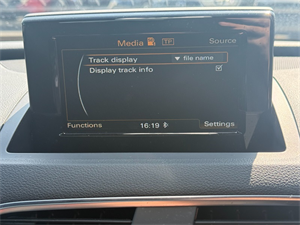 Media TP Source
Track display ▼ file name
Display track info ☑
Functions 16:19 Settings